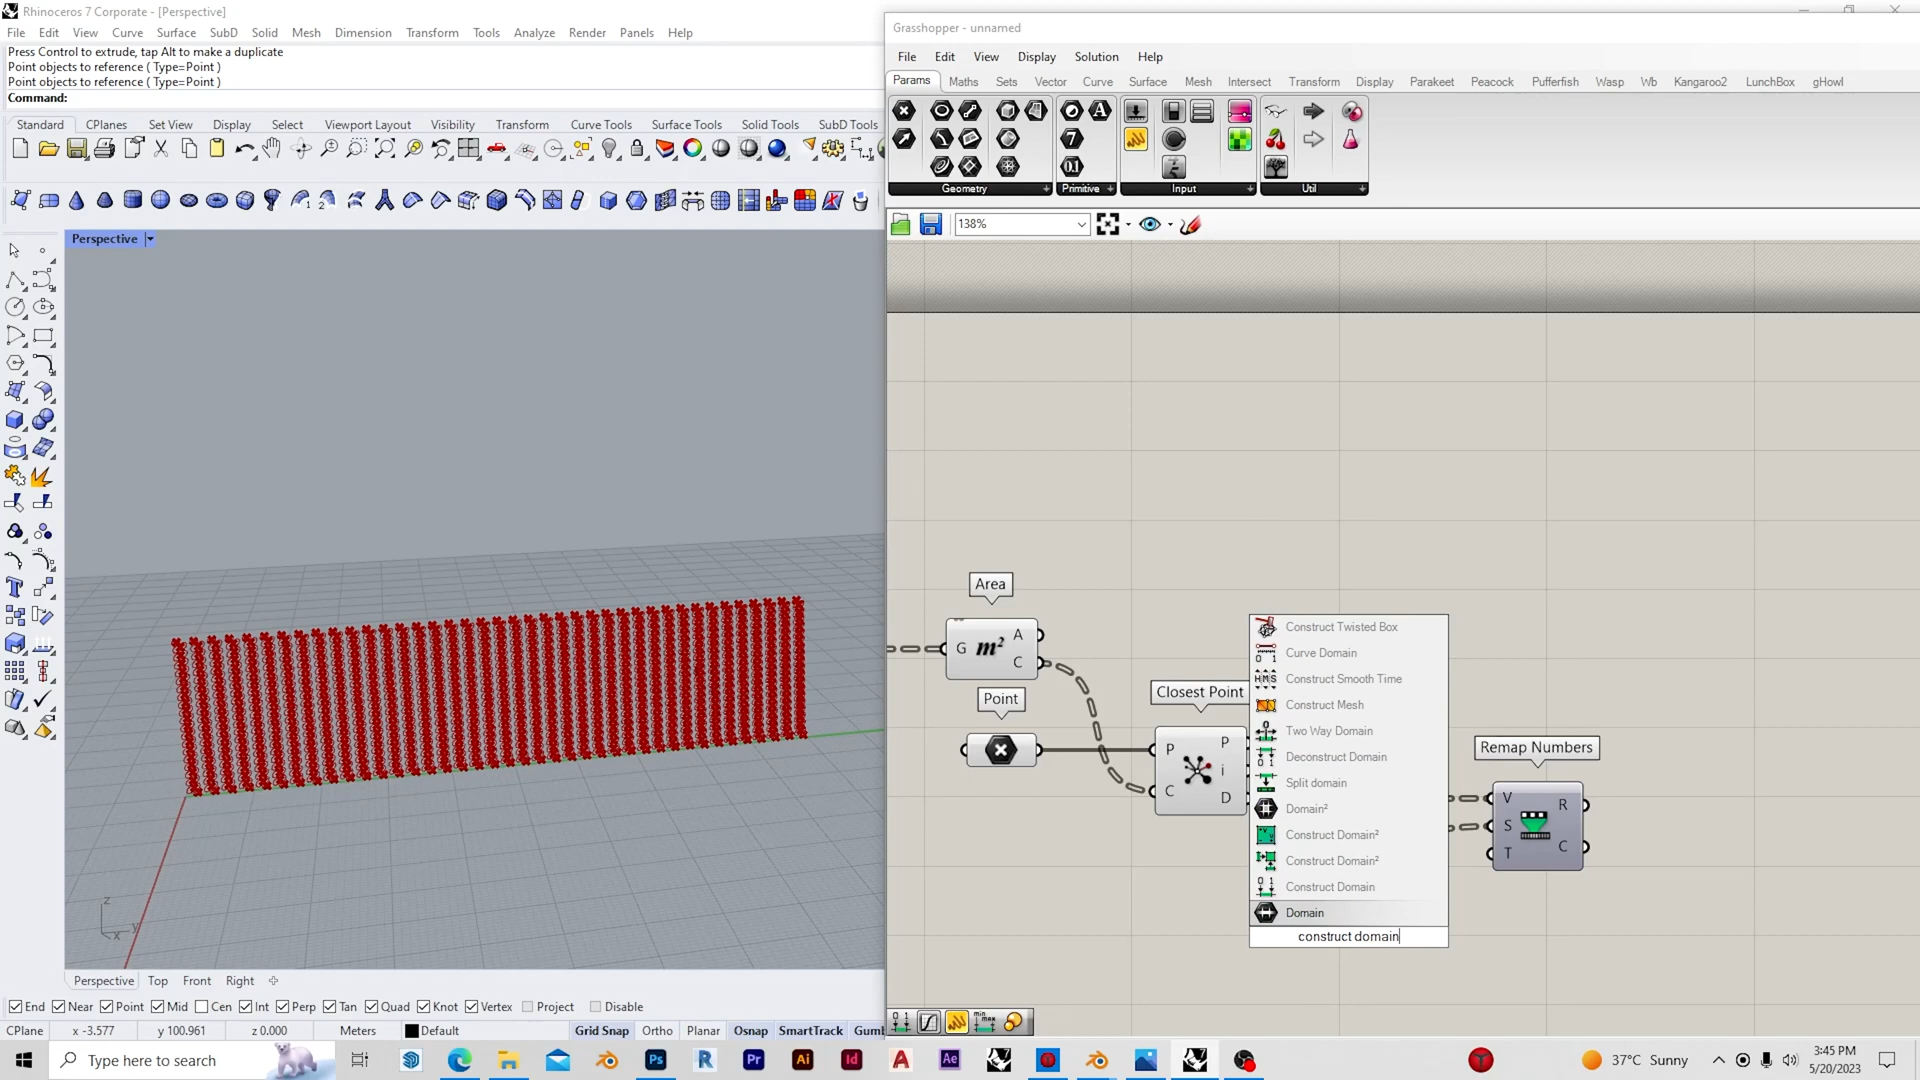 Rhinoceros 7 Corporate - [Perspective]
File Edit View Curve Surface Solid SubD Mesh Dimension Transform Tools Analyze Render Panels Help
Press Control to extrude, tap Alt to make a duplicate
Point objects to reference ( Type=Point )
Point objects to reference ( Type=Point )
Command:
Standard CPlanes Set View Display Select Viewport Layout Visibility Transform Curve Tools Surface Tools Solid Tools SubD Tools
Perspective
z
y
x
Perspective Top Front Right
End Near Point Mid Cen Int Perp Tan Quad Knot Vertex Project Disable
CPlane x -3.577 y 100.961 z 0.000 Meters Default Grid Snap Ortho Planar Osnap SmartTrack Gumb
Grasshopper - unnamed
File Edit View Display Solution Help
Params Maths Sets Vector Curve Surface Mesh Intersect Transform Display Parakeet Peacock Pufferfish Wasp Wb Kangaroo2 LunchBox gHowl
Geometry Primitive Input Util
138%
Area
G m² A C
Point
Closest Point
P C P i D
Construct Twisted Box
Curve Domain
Construct Smooth Time
Construct Mesh
Two Way Domain
Deconstruct Domain
Split domain
Domain²
Construct Domain²
Construct Domain²
Construct Domain
Domain
construct domain
Remap Numbers
V S T R C
Type here to search
37°C Sunny
3:45 PM
5/20/2023